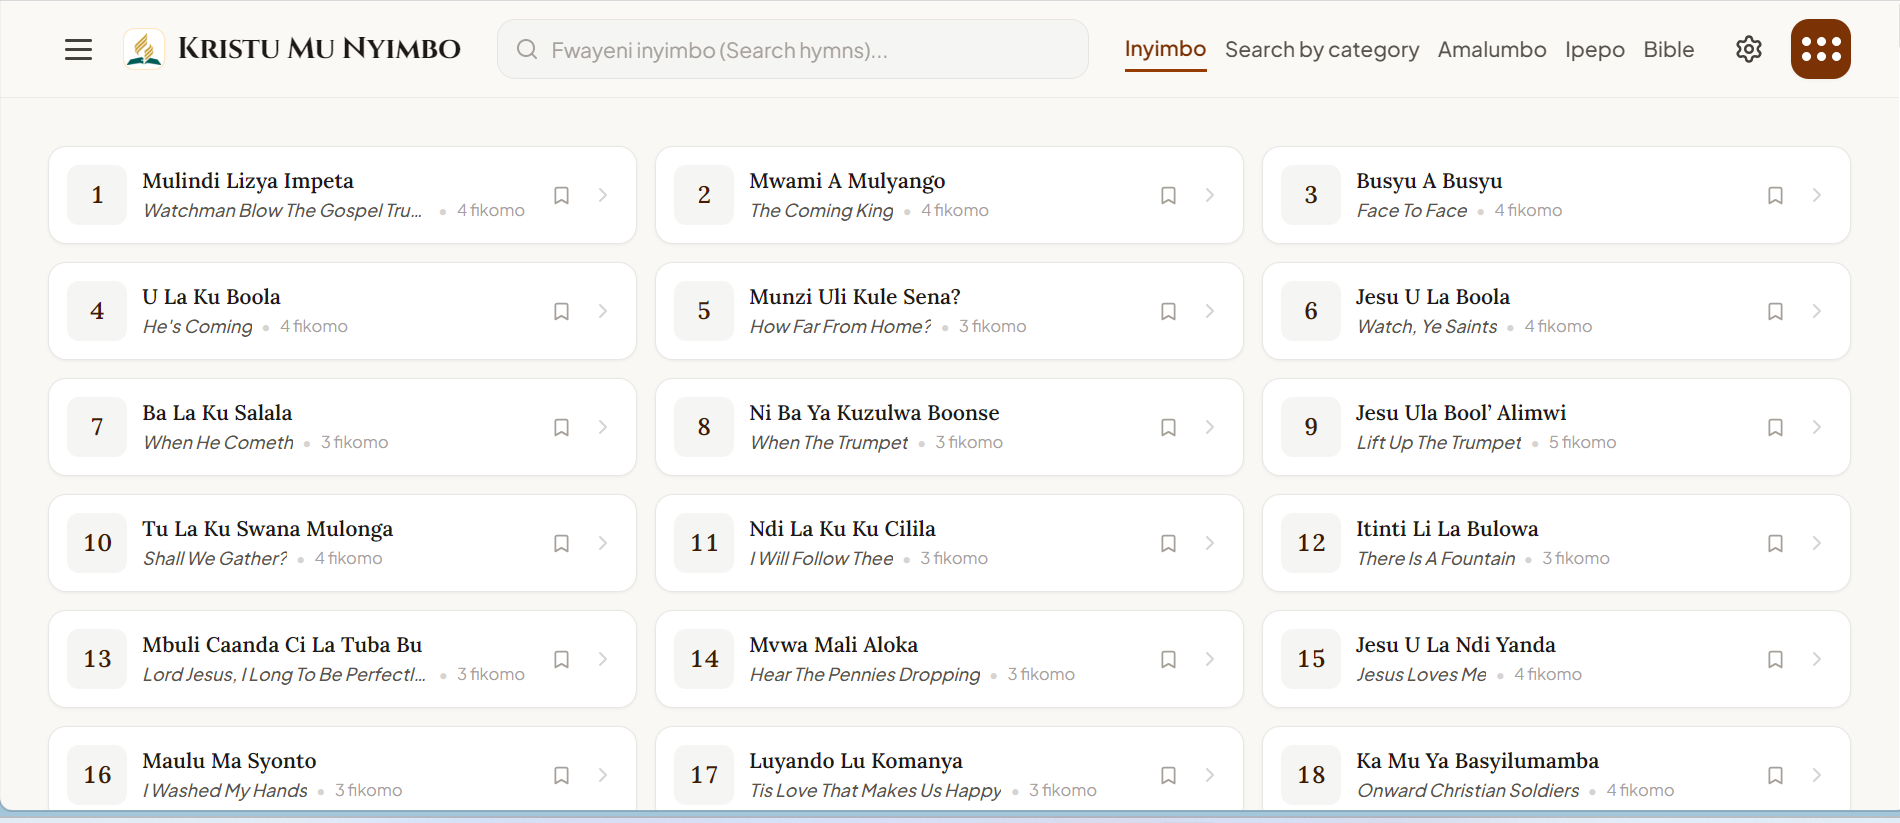 Kristu Mu Nyimbo
Fwayeni inyimbo (Search hymns)...
Inyimbo Search by category Amalumbo Ipepo Bible
1
Mulindi Lizya Impeta
Watchman Blow The Gospel Tru... • 4 fikomo
2
Mwami A Mulyango
The Coming King • 4 fikomo
3
Busyu A Busyu
Face To Face • 4 fikomo
4
U La Ku Boola
He's Coming • 4 fikomo
5
Munzi Uli Kule Sena?
How Far From Home? • 3 fikomo
6
Jesu U La Boola
Watch, Ye Saints • 4 fikomo
7
Ba La Ku Salala
When He Cometh • 3 fikomo
8
Ni Ba Ya Kuzulwa Boonse
When The Trumpet • 3 fikomo
9
Jesu Ula Bool’ Alimwi
Lift Up The Trumpet • 5 fikomo
10
Tu La Ku Swana Mulonga
Shall We Gather? • 4 fikomo
11
Ndi La Ku Ku Cilila
I Will Follow Thee • 3 fikomo
12
Itinti Li La Bulowa
There Is A Fountain • 3 fikomo
13
Mbuli Caanda Ci La Tuba Bu
Lord Jesus, I Long To Be Perfectl... • 3 fikomo
14
Mvwa Mali Aloka
Hear The Pennies Dropping • 3 fikomo
15
Jesu U La Ndi Yanda
Jesus Loves Me • 4 fikomo
16
Maulu Ma Syonto
I Washed My Hands • 3 fikomo
17
Luyando Lu Komanya
Tis Love That Makes Us Happy • 3 fikomo
18
Ka Mu Ya Basyilumamba
Onward Christian Soldiers • 4 fikomo